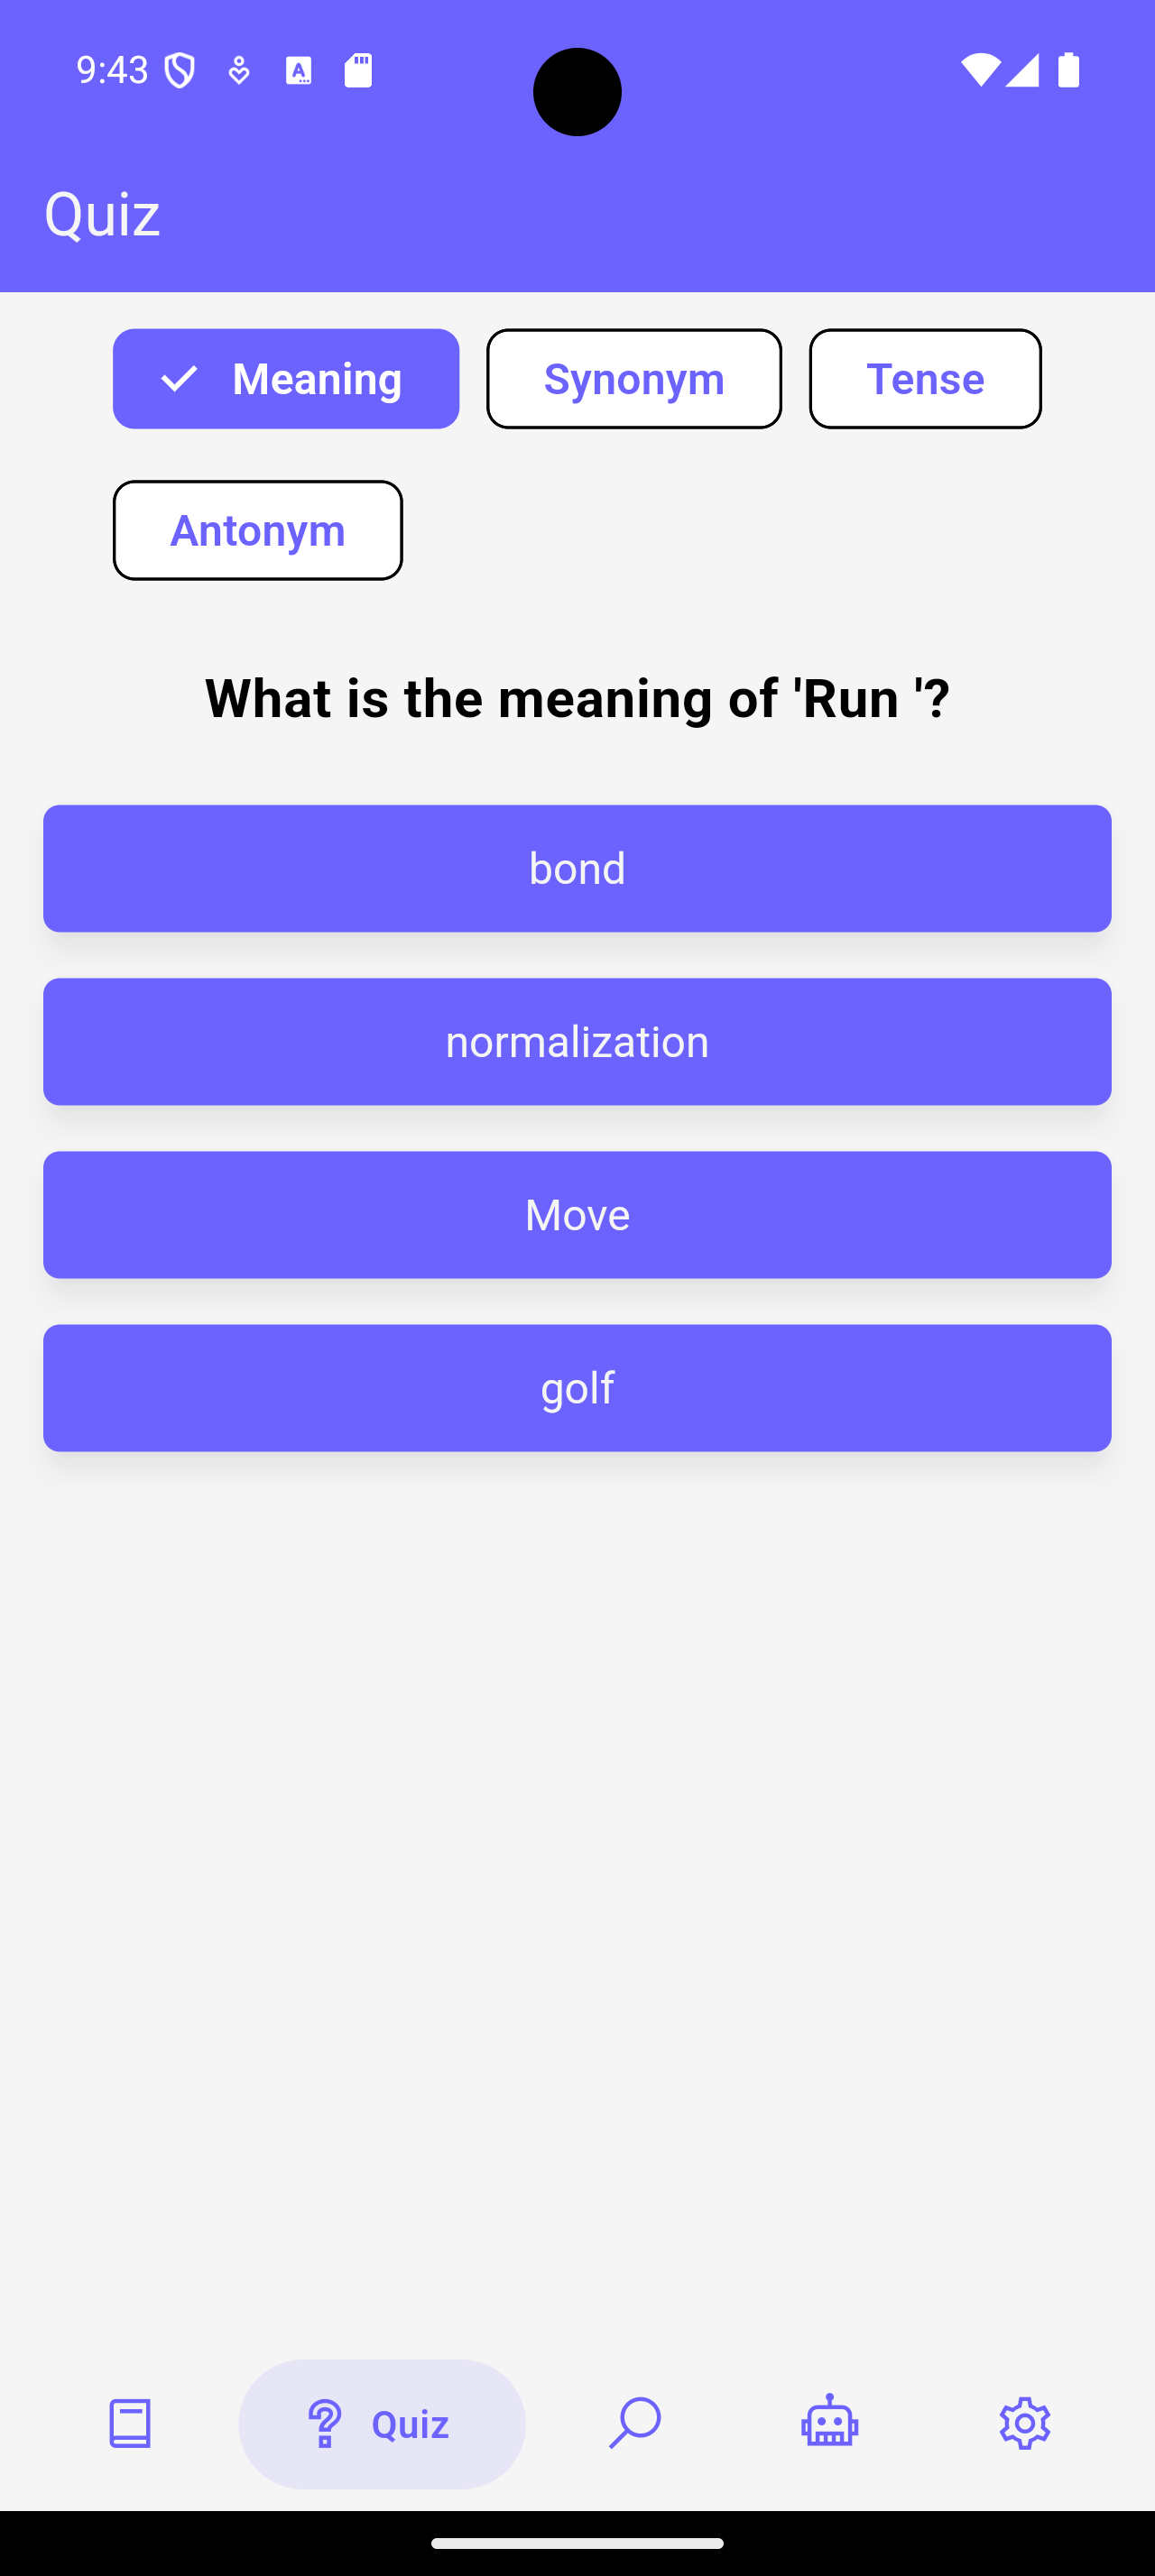 9:43
Quiz
Meaning
Synonym
Tense
Antonym
What is the meaning of 'Run '?
bond
normalization
Move
golf
Quiz